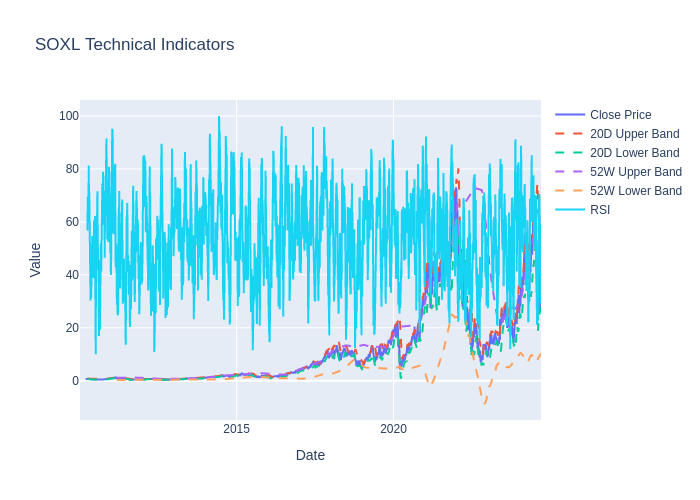 SOXL Technical Indicators
100
80
60
40
20
0
Value
2015
2020
Date
Close Price
20D Upper Band
20D Lower Band
52W Upper Band
52W Lower Band
RSI